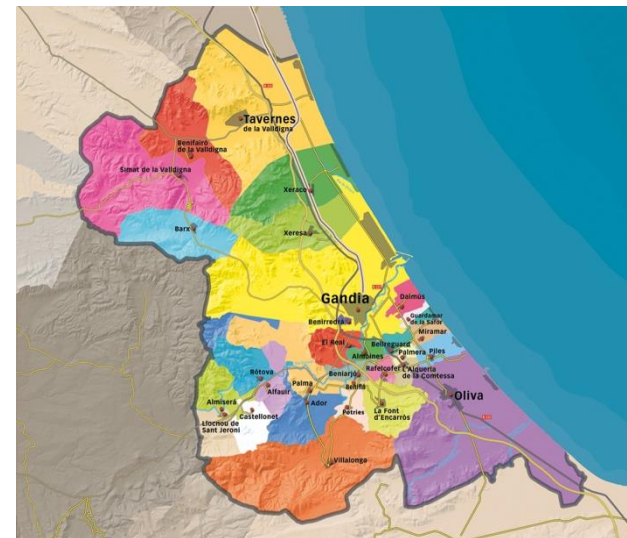 Tavernes
de la Valldigna
Benifairó
de la Valldigna
Simat de la Valldigna
Xeraco
Barx
Xeresa
Gandia
Daimús
Guardamar
de la Safor
Benirredrà
Miramar
El Real
Bellreguard
Almoines
Palmera
Piles
Rafelcofer
L'Alqueria
de la Comtessa
Beniarjó
Ròtova
Alfauir
Palma
Beniflà
Oliva
Almiserà
Ador
Potries
La Font
d'Encarròs
Castellonet
Llocnou de
Sant Jeroni
Villalonga